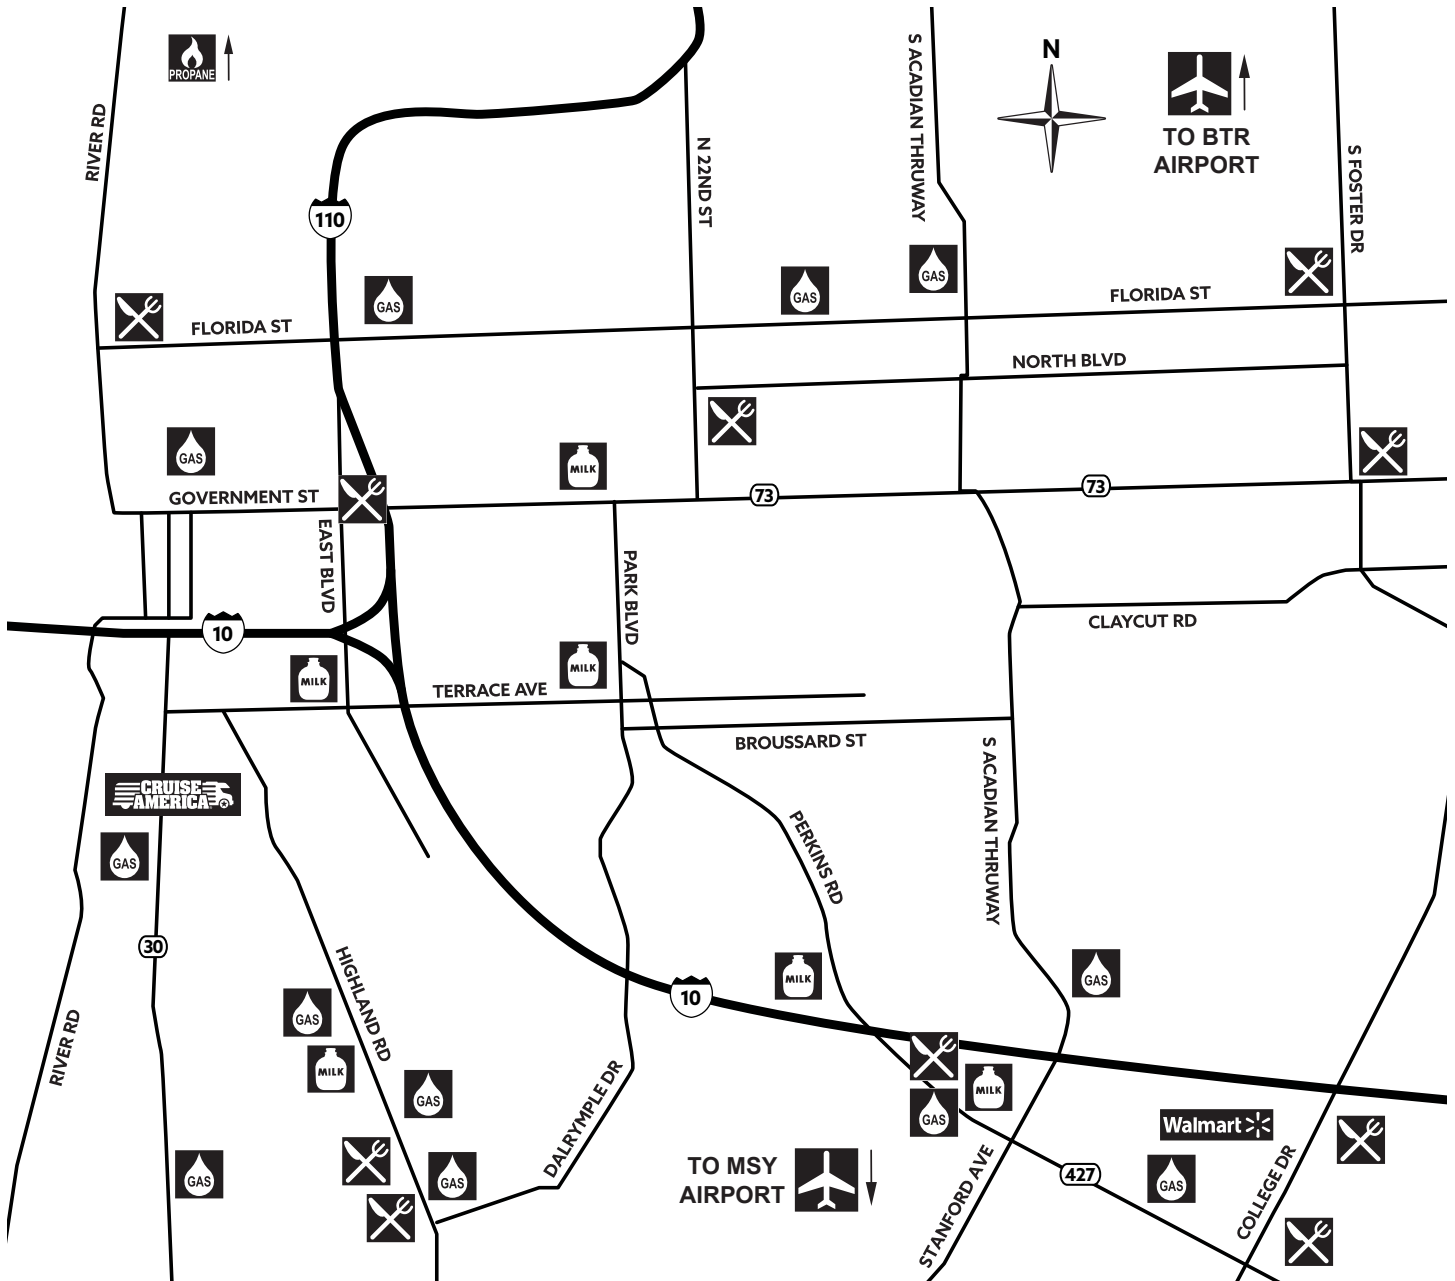 PROPANE
N
TO BTR
AIRPORT
RIVER RD
S ACADIAN THRUWAY
N 22ND ST
S FOSTER DR
110
GAS
GAS
GAS
FLORIDA ST
FLORIDA ST
NORTH BLVD
GAS
MILK
GOVERNMENT ST
73
73
EAST BLVD
PARK BLVD
10
CLAYCUT RD
MILK
MILK
TERRACE AVE
BROUSSARD ST
S ACADIAN THRUWAY
CRUISE
AMERICA
PERKINS RD
GAS
30
HIGHLAND RD
MILK
GAS
10
GAS
RIVER RD
MILK
GAS
MILK
GAS
DALRYMPLE DR
Walmart
TO MSY
AIRPORT
GAS
GAS
427
GAS
STANFORD AVE
COLLEGE DR